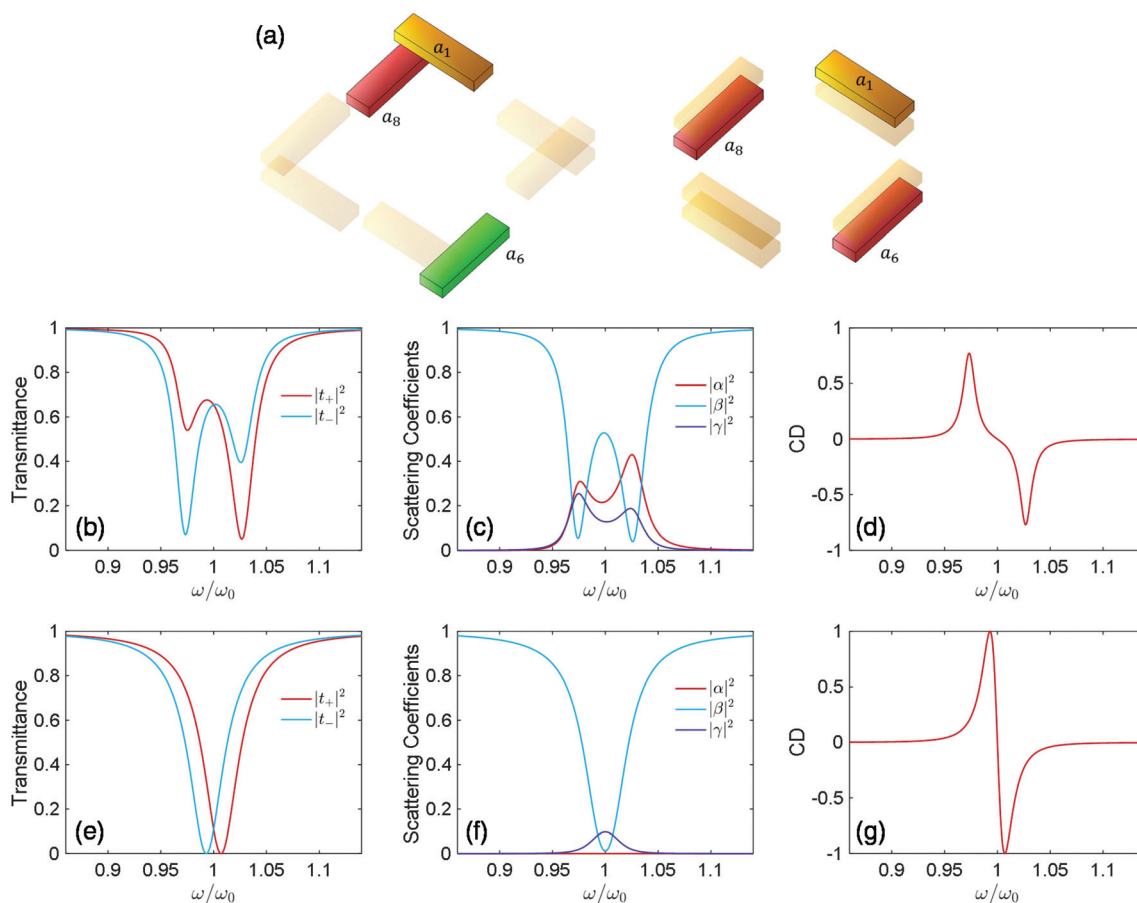 (a)
a₁
a₈
a₆
a₁
a₈
a₆
Transmittance
1
0.8
0.6
0.4
0.2
0
|t₊|²
|t₋|²
(b)
0.9 0.95 1 1.05 1.1
ω/ω₀
Scattering Coefficients
1
0.8
0.6
0.4
0.2
0
|α|²
|β|²
|γ|²
(c)
0.9 0.95 1 1.05 1.1
ω/ω₀
CD
1
0.5
0
-0.5
-1
(d)
0.9 0.95 1 1.05 1.1
ω/ω₀
Transmittance
1
0.8
0.6
0.4
0.2
0
|t₊|²
|t₋|²
(e)
0.9 0.95 1 1.05 1.1
ω/ω₀
Scattering Coefficients
1
0.8
0.6
0.4
0.2
0
|α|²
|β|²
|γ|²
(f)
0.9 0.95 1 1.05 1.1
ω/ω₀
CD
1
0.5
0
-0.5
-1
(g)
0.9 0.95 1 1.05 1.1
ω/ω₀